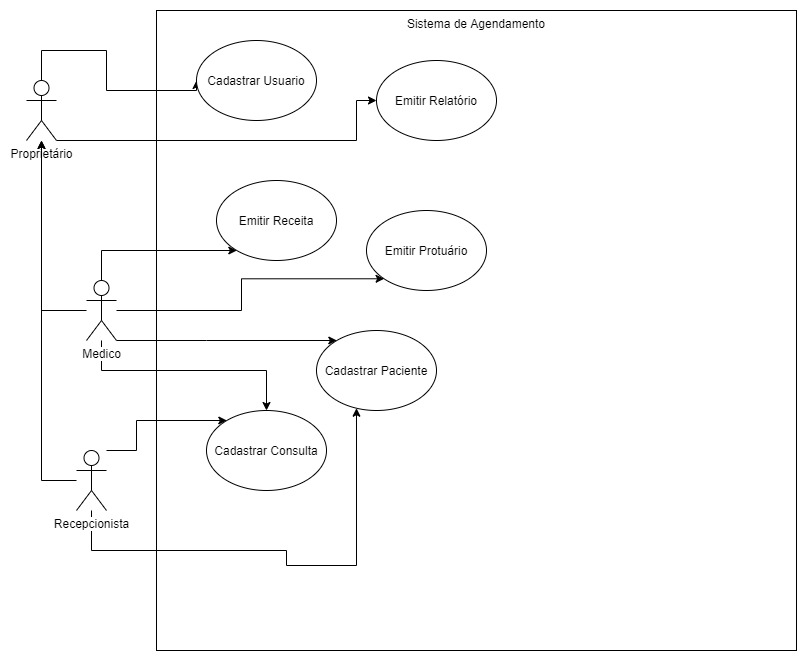 Sistema de Agendamento
Cadastrar Usuario
Emitir Relatório
Proprietário
Emitir Receita
Emitir Protuário
Medico
Cadastrar Paciente
Cadastrar Consulta
Recepcionista